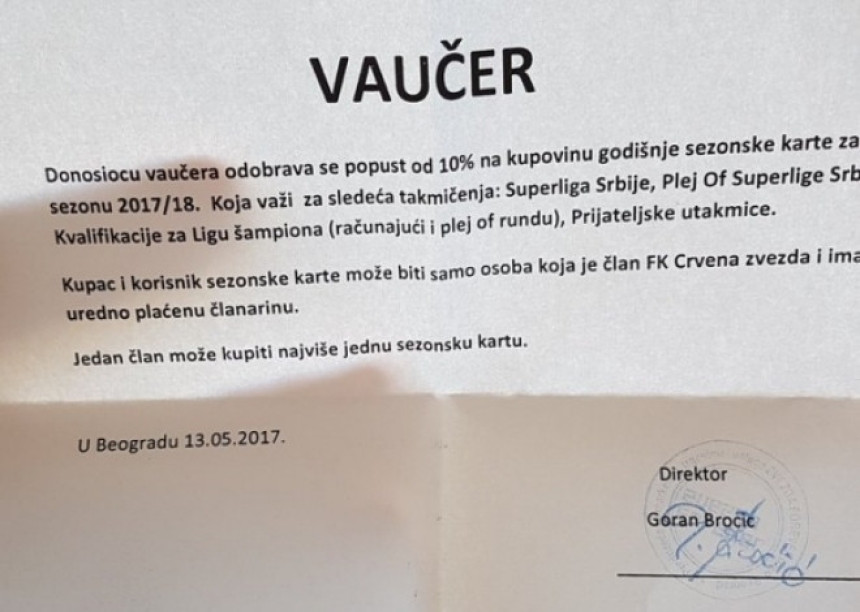 VAUČER
Donosiocu vaučera odobrava se popust od 10% na kupovinu godišnje sezonske karte za
sezonu 2017/18. Koja važi za sledeća takmičenja: Superliga Srbije, Plej Of Superlige Srb
Kvalifikacije za Ligu šampiona (računajući i plej of rundu), Prijateljske utakmice.
Kupac i korisnik sezonske karte može biti samo osoba koja je član FK Crvena zvezda i ima
uredno plaćenu članarinu.
Jedan član može kupiti najviše jednu sezonsku kartu.
U Beogradu 13.05.2017.
Direktor
Goran Brocić